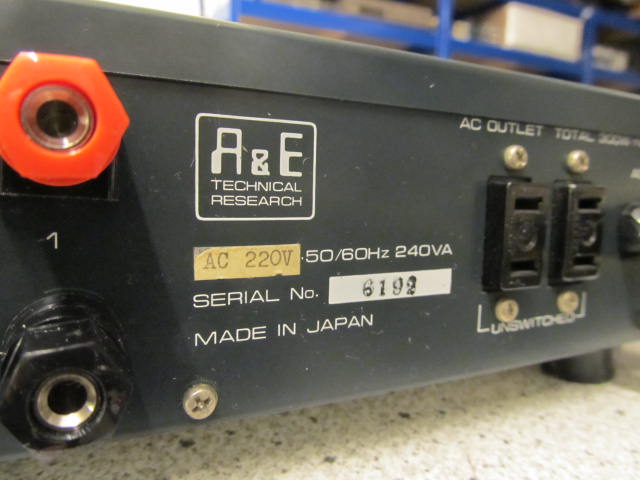 A & E
TECHNICAL
RESEARCH
AC OUTLET TOTAL 300W
1
AC 220V · 50/60Hz 240VA
SERIAL No. 6192
MADE IN JAPAN
UNSWITCHED